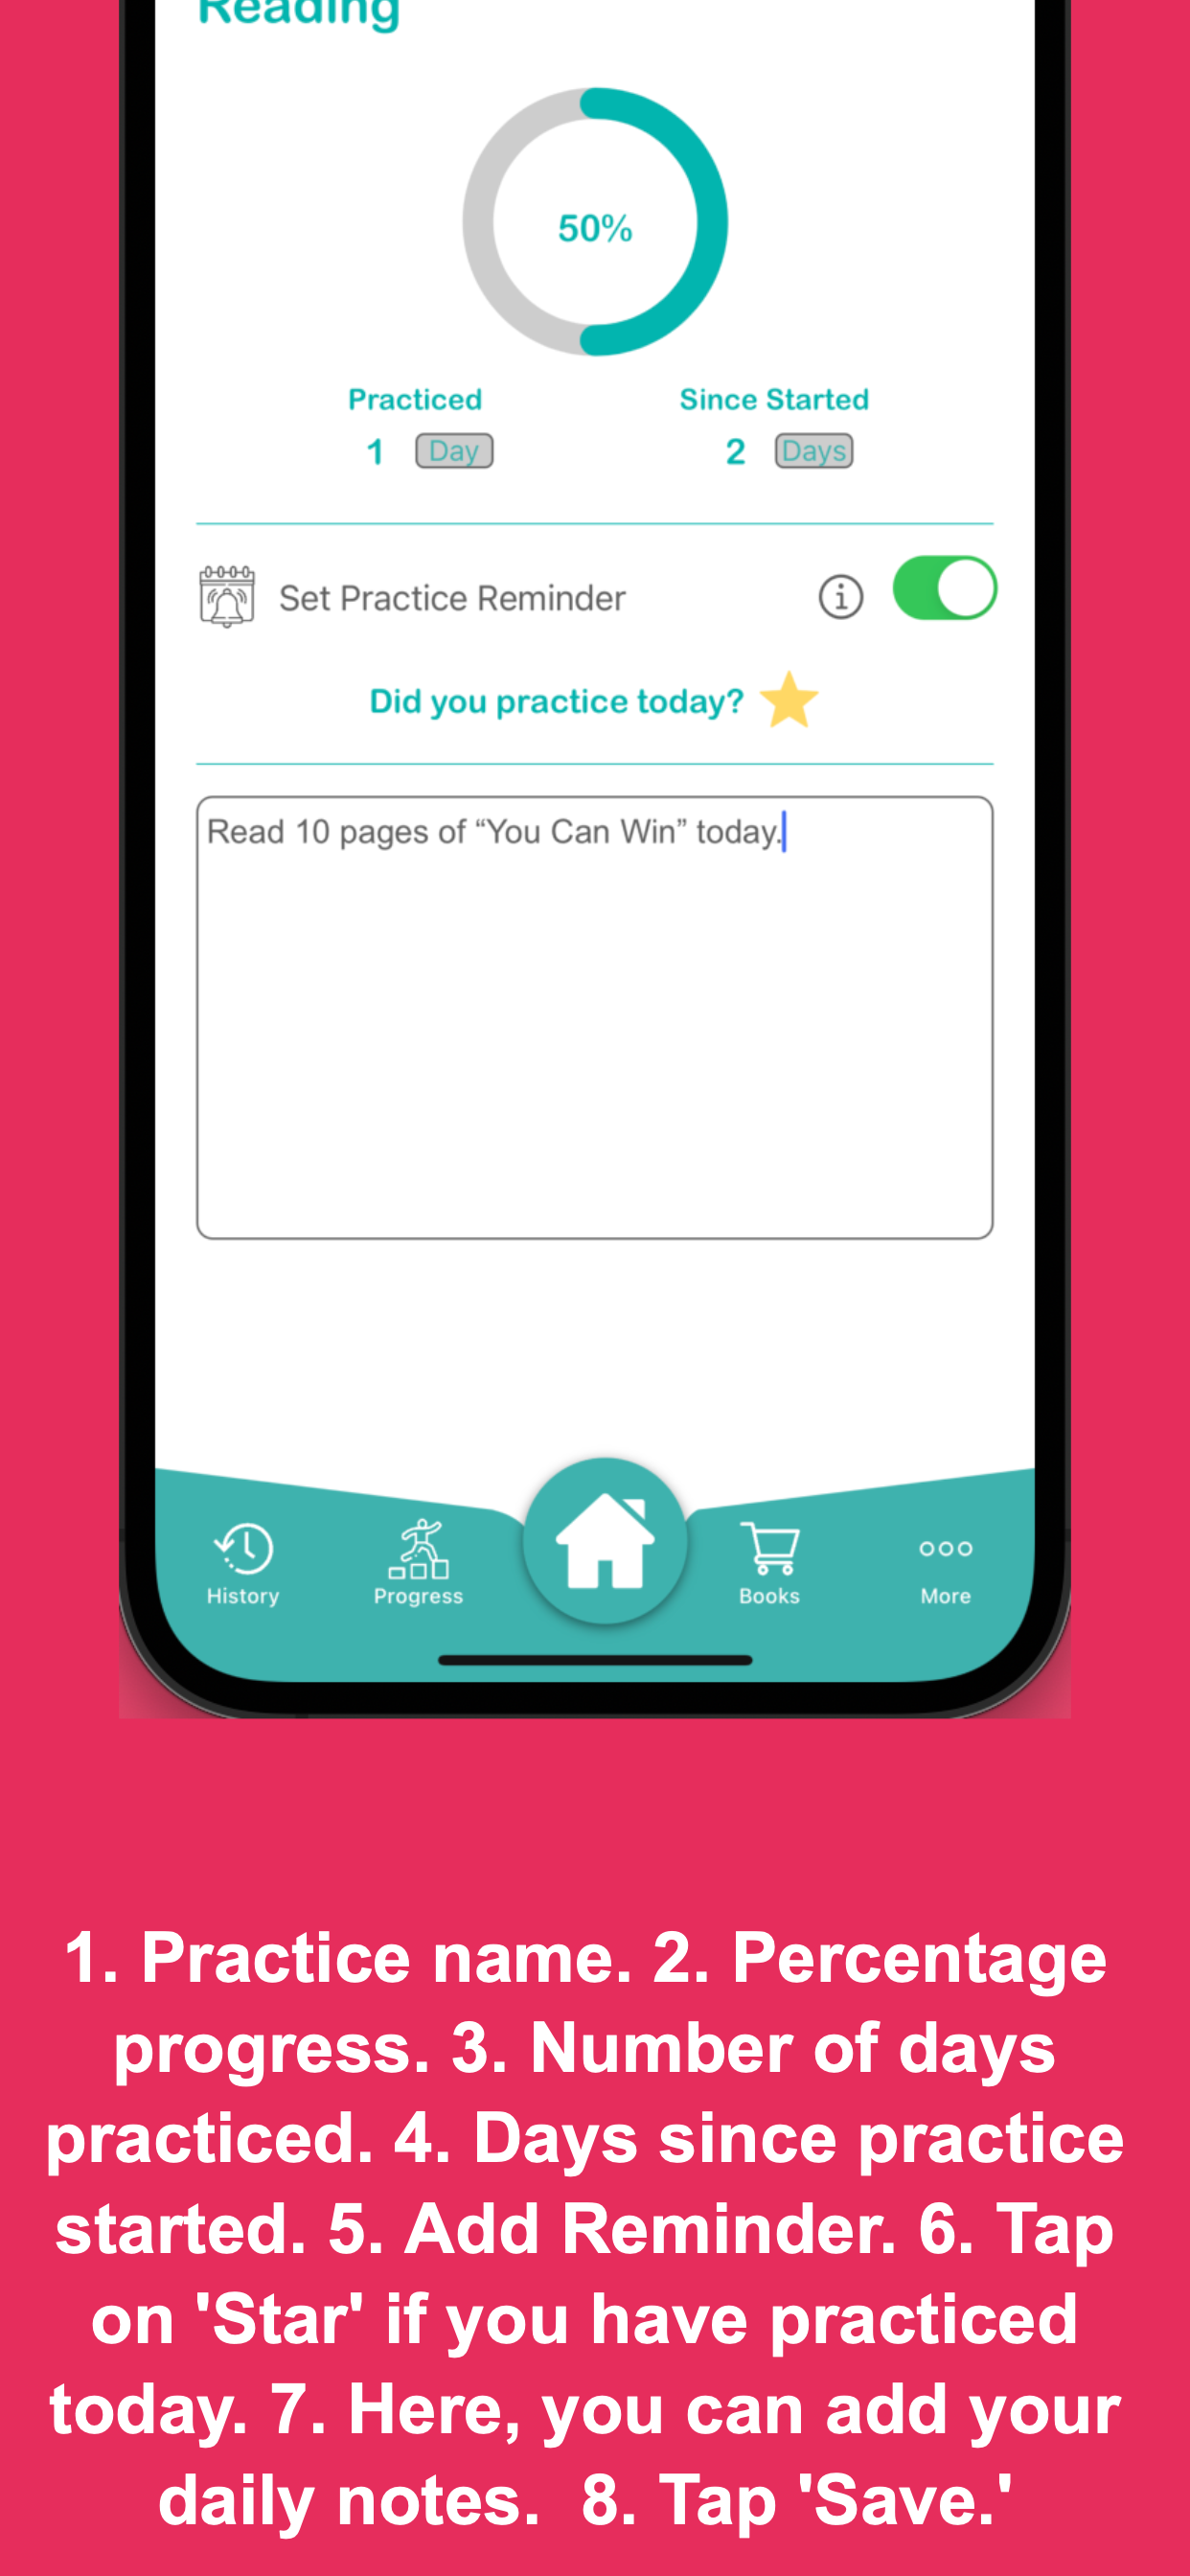 Reading
50%
Practiced
Since Started
1 Day
2 Days
Set Practice Reminder
Did you practice today?
Read 10 pages of “You Can Win” today.
History
Progress
Books
More
1. Practice name. 2. Percentage
progress. 3. Number of days
practiced. 4. Days since practice
started. 5. Add Reminder. 6. Tap
on 'Star' if you have practiced
today. 7. Here, you can add your
daily notes.  8. Tap 'Save.'